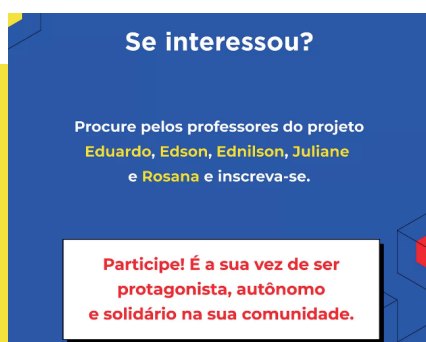 Se interessou?
Procure pelos professores do projeto
Eduardo, Edson, Ednilson, Juliane
e Rosana e inscreva-se.
Participe! É a sua vez de ser
protagonista, autônomo
e solidário na sua comunidade.